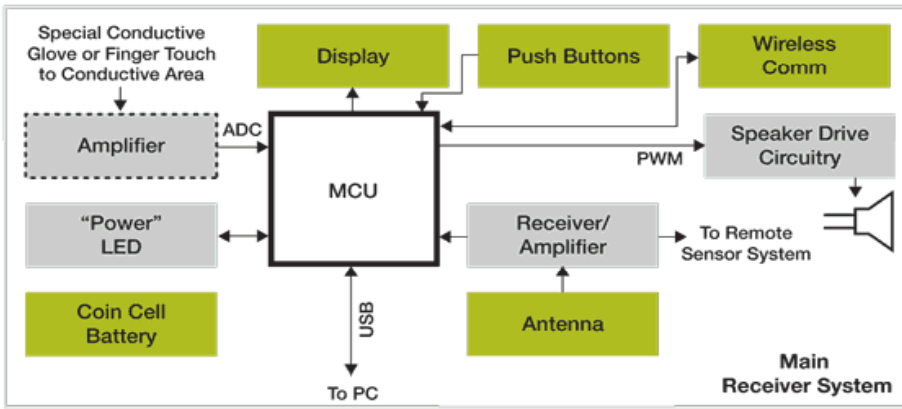 Special Conductive
Glove or Finger Touch
to Conductive Area
Display
Push Buttons
Wireless
Comm
Amplifier
ADC
MCU
PWM
Speaker Drive
Circuitry
“Power”
LED
Receiver/
Amplifier
To Remote
Sensor System
Coin Cell
Battery
USB
Antenna
To PC
Main
Receiver System